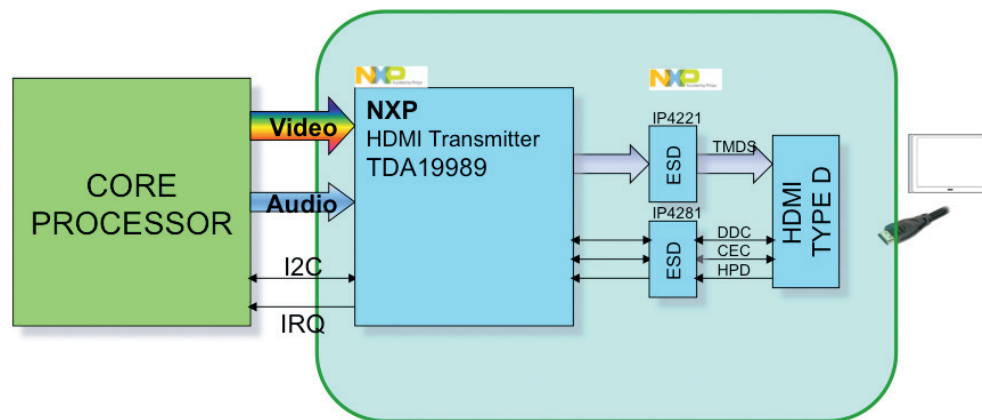 CORE
PROCESSOR
Video
Audio
I2C
IRQ
NXP
NXP
HDMI Transmitter
TDA19989
NXP
IP4221
ESD
TMDS
IP4281
ESD
DDC
CEC
HPD
HDMI
TYPE D